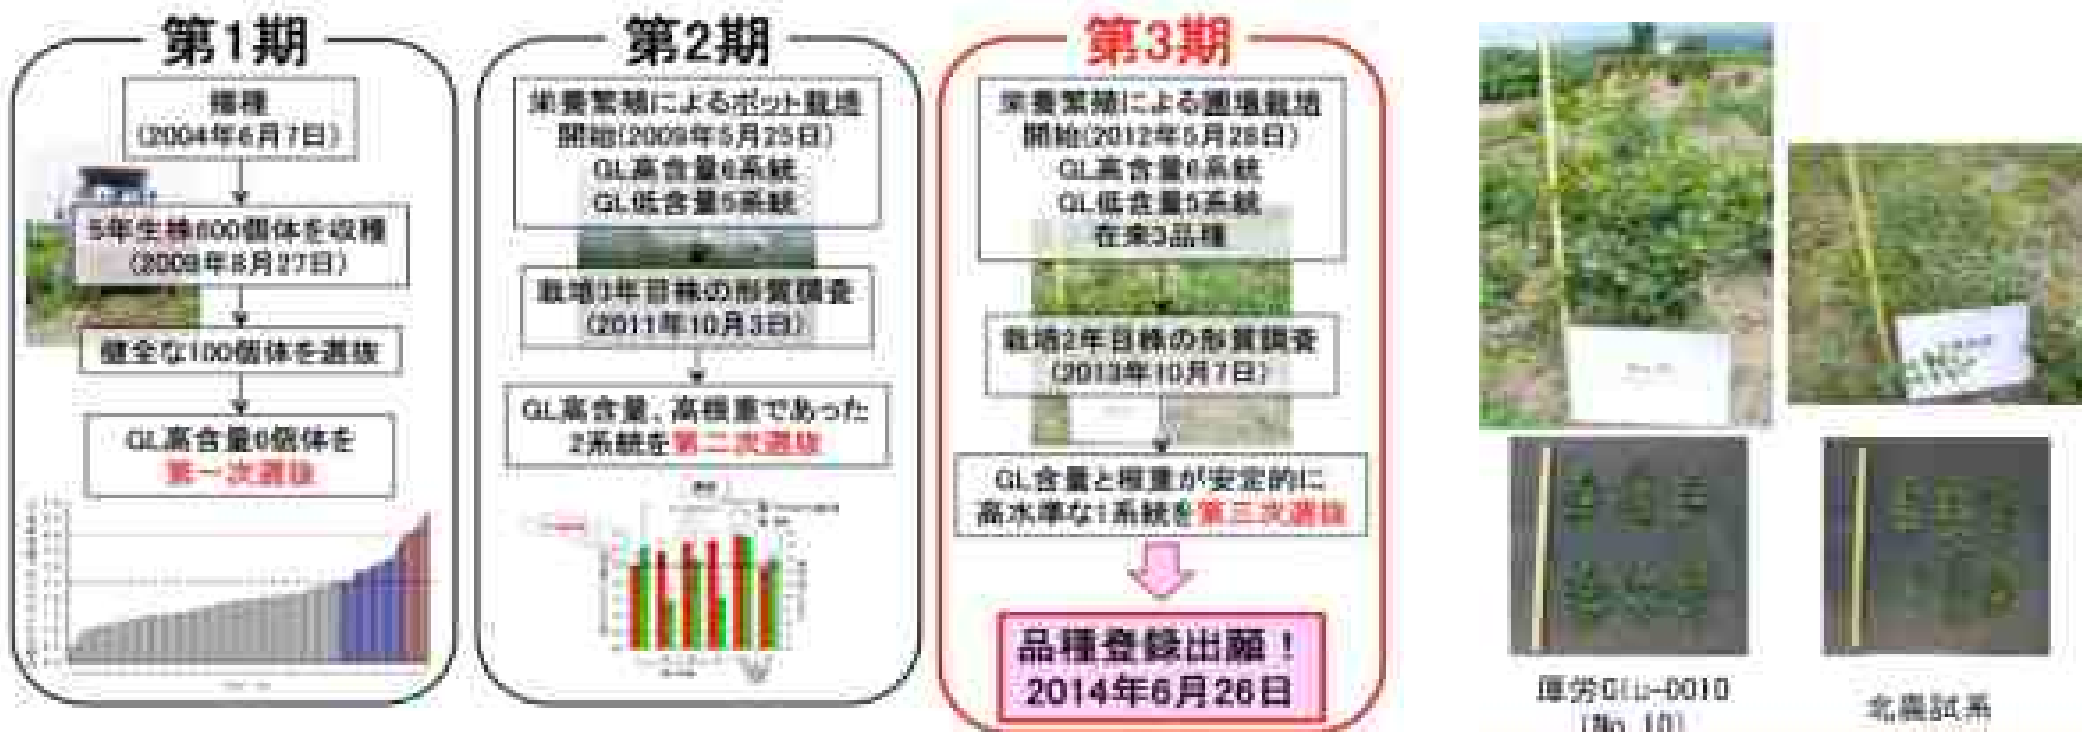 第1期
播種
(2004年6月7日)
5年生株600個体を収穫
健全な100個体を選抜
GL高含量6個体を
第一次選抜
第2期
栄養繁殖によるポット栽培
開始(2009年5月25日)
GL高含量6系統
GL低含量5系統
栽培3年目株の形質調査
(2011年10月3日)
GL高含量、高根重であった
2系統を第二次選抜
第3期
栄養繁殖による圃場栽培
開始(2012年5月28日)
GL高含量6系統
GL低含量5系統
在来3品種
栽培2年目株の形質調査
(2013年10月7日)
GL含量と根重が安定的に
高水準な1系統を第三次選抜
品種登録出願！
2014年6月26日
厚労Glu-0010
(No.10)
北農試系